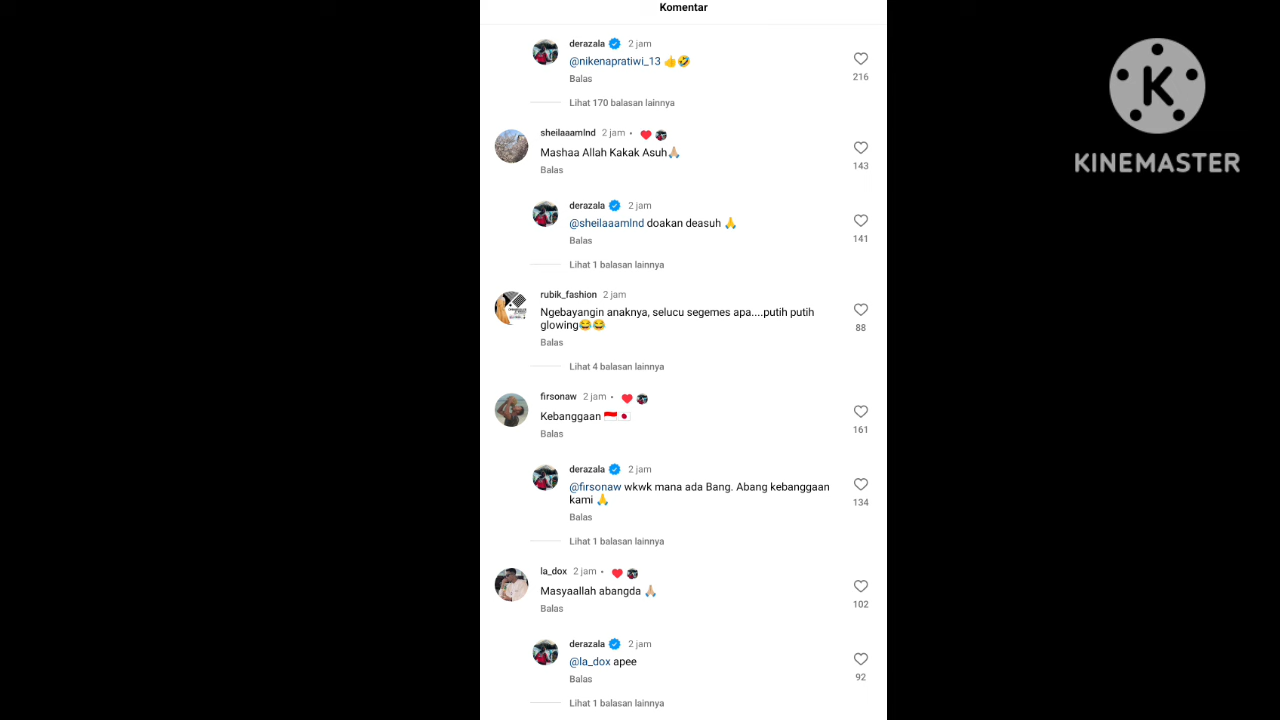 Komentar
derazala 2 jam
@nikenapratiwi_13 👍🤣
216
Balas
Lihat 170 balasan lainnya
sheilaaamlnd 2 jam •
Mashaa Allah Kakak Asuh🙏🏼
143
Balas
derazala 2 jam
@sheilaaamlnd doakan deasuh 🙏
141
Balas
Lihat 1 balasan lainnya
rubik_fashion 2 jam
Ngebayangin anaknya, selucu segemes apa....putih putih
glowing😂😂
88
Balas
Lihat 4 balasan lainnya
firsonaw 2 jam •
Kebanggaan 🇮🇩🇯🇵
161
Balas
derazala 2 jam
@firsonaw wkwk mana ada Bang. Abang kebanggaan
kami 🙏
134
Balas
Lihat 1 balasan lainnya
la_dox 2 jam •
Masyaallah abangda 🙏🏼
102
Balas
derazala 2 jam
@la_dox apee
92
Balas
Lihat 1 balasan lainnya
K
KINEMASTER